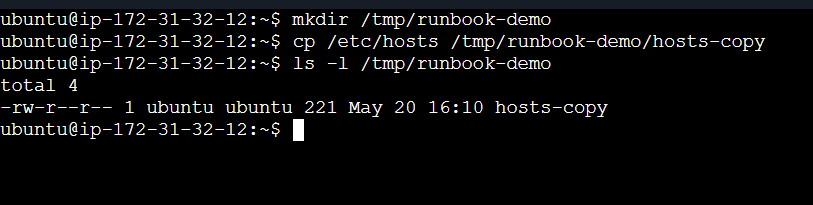 ubuntu@ip-172-31-32-12:~$ mkdir /tmp/runbook-demo
ubuntu@ip-172-31-32-12:~$ cp /etc/hosts /tmp/runbook-demo/hosts-copy
ubuntu@ip-172-31-32-12:~$ ls -l /tmp/runbook-demo
total 4
-rw-r--r-- 1 ubuntu ubuntu 221 May 20 16:10 hosts-copy
ubuntu@ip-172-31-32-12:~$